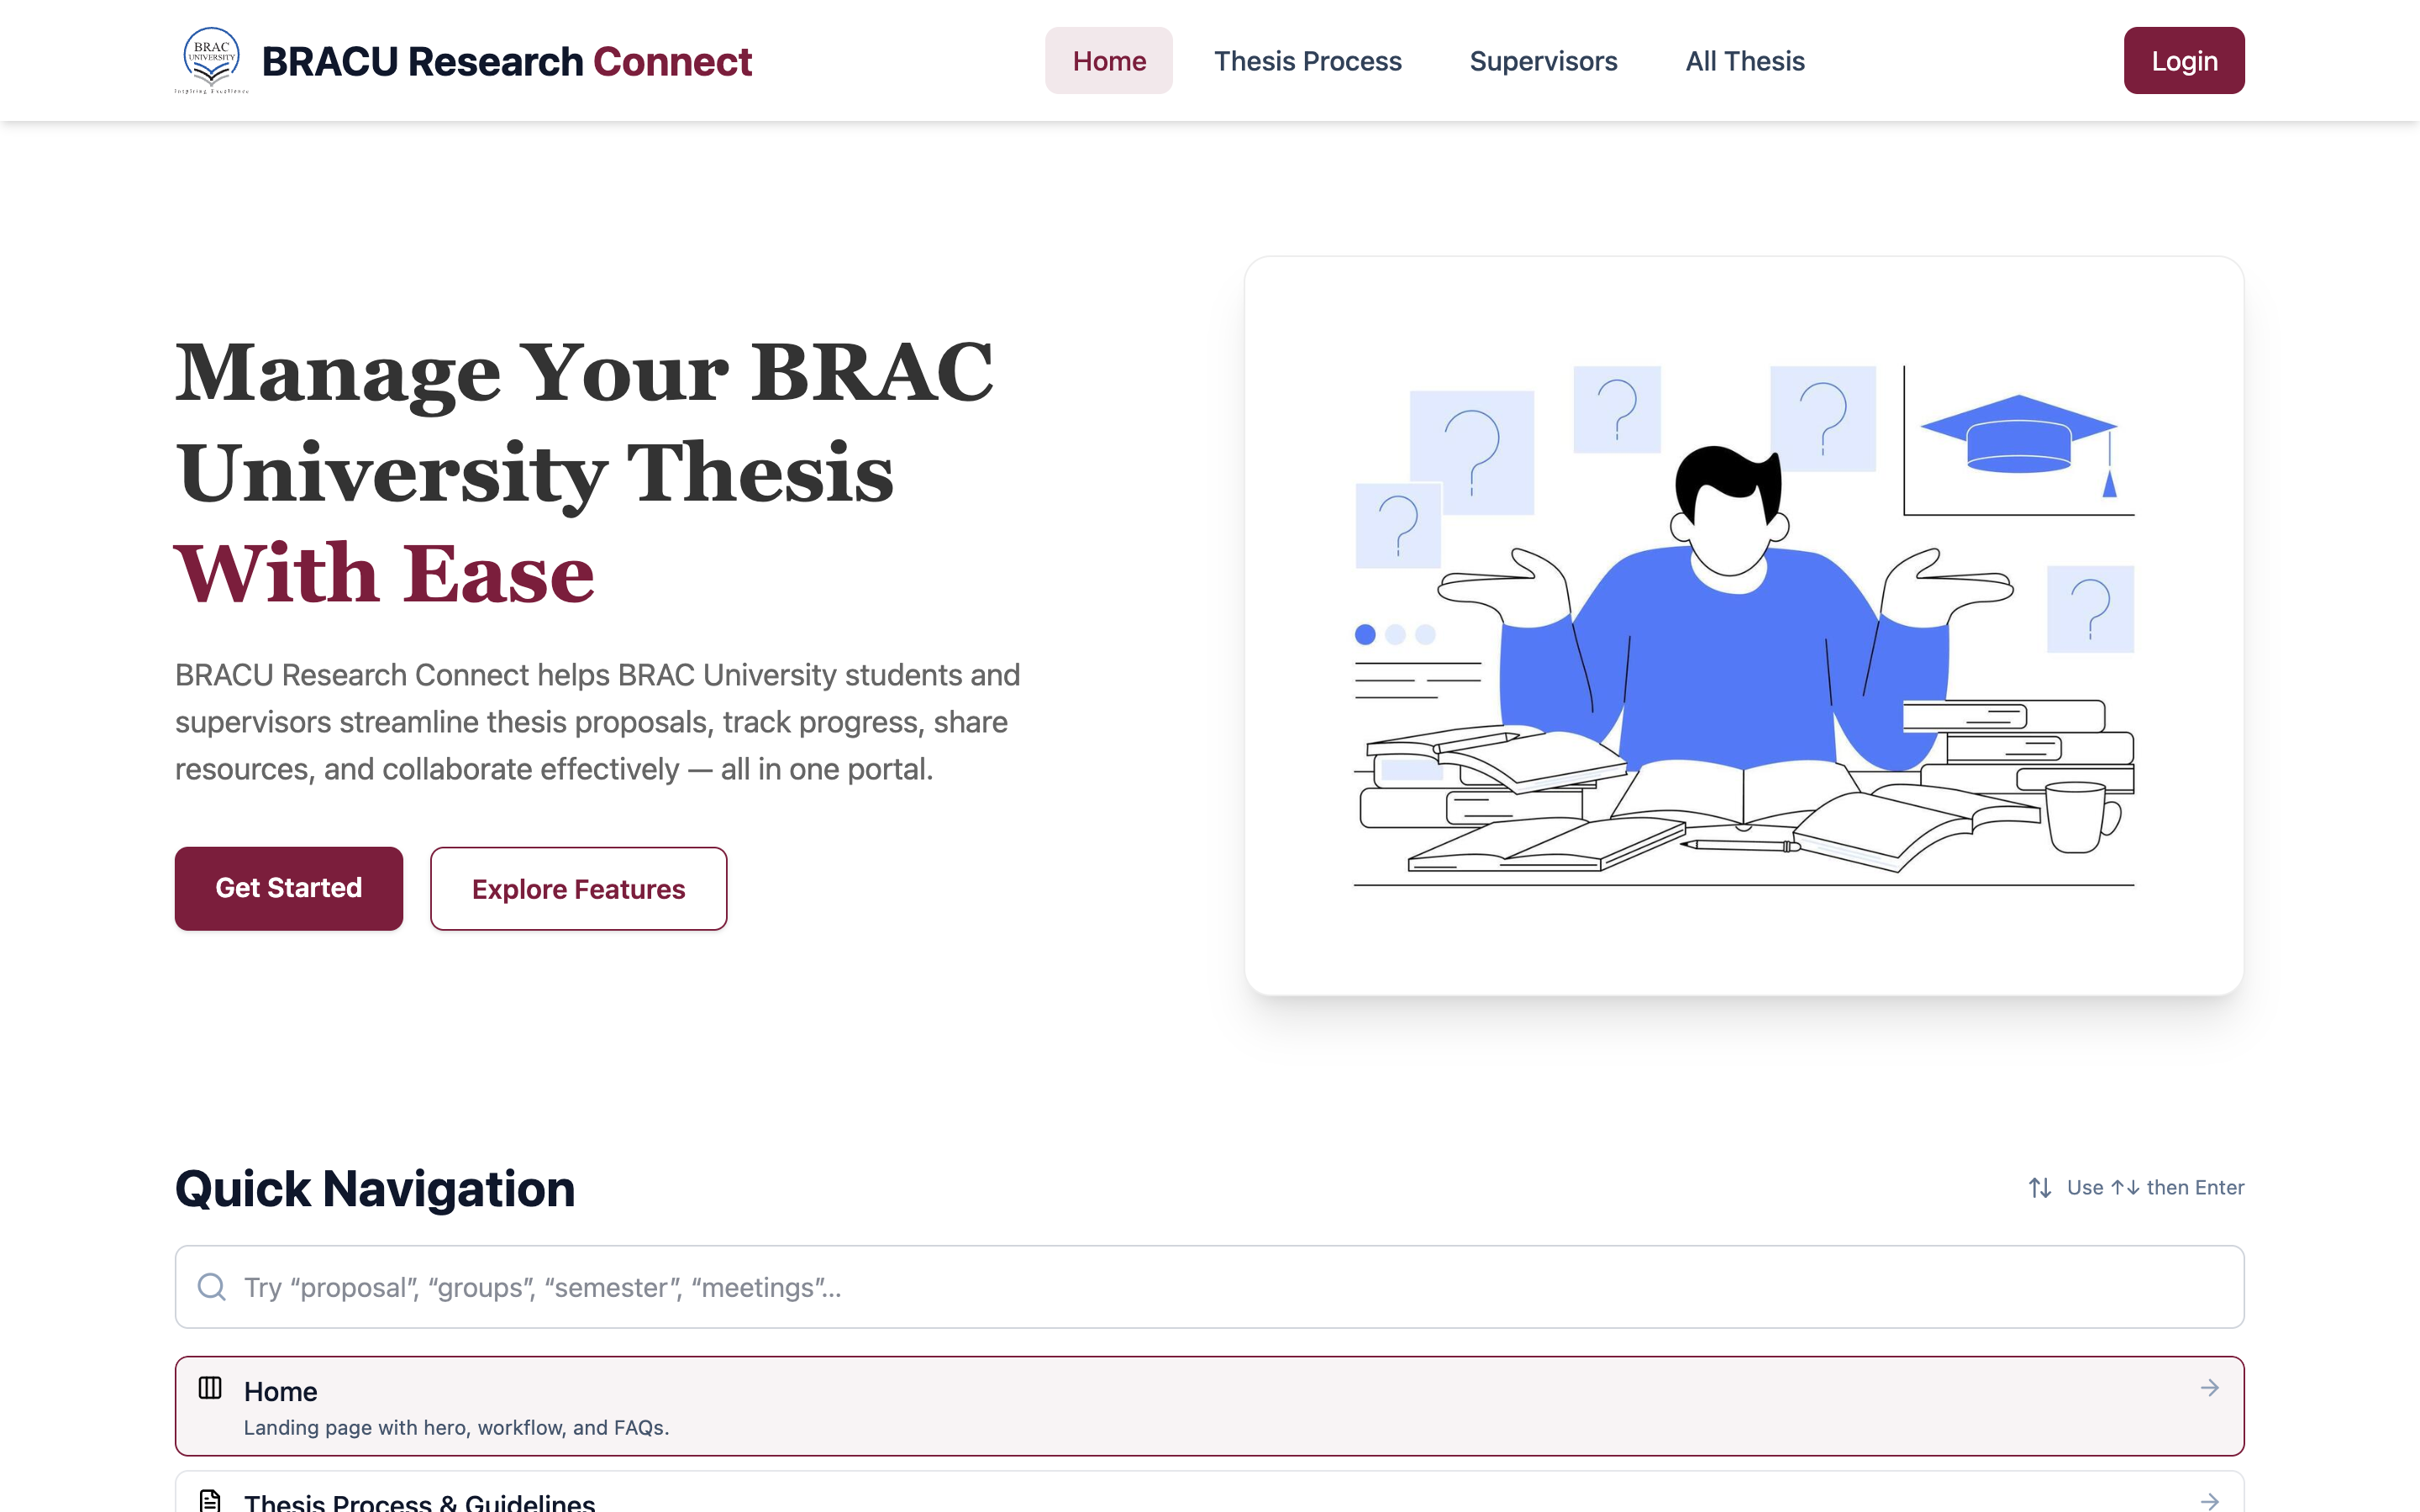 BRAC
UNIVERSITY
Inspiring Excellence
BRACU Research Connect
Home
Thesis Process
Supervisors
All Thesis
Login
Manage Your BRAC
University Thesis
With Ease
BRACU Research Connect helps BRAC University students and
supervisors streamline thesis proposals, track progress, share
resources, and collaborate effectively — all in one portal.
Get Started
Explore Features
? ? ? ? ?
Quick Navigation
Use ↑↓ then Enter
Try “proposal”, “groups”, “semester”, “meetings”...
Home
Landing page with hero, workflow, and FAQs.
Thesis Process & Guidelines